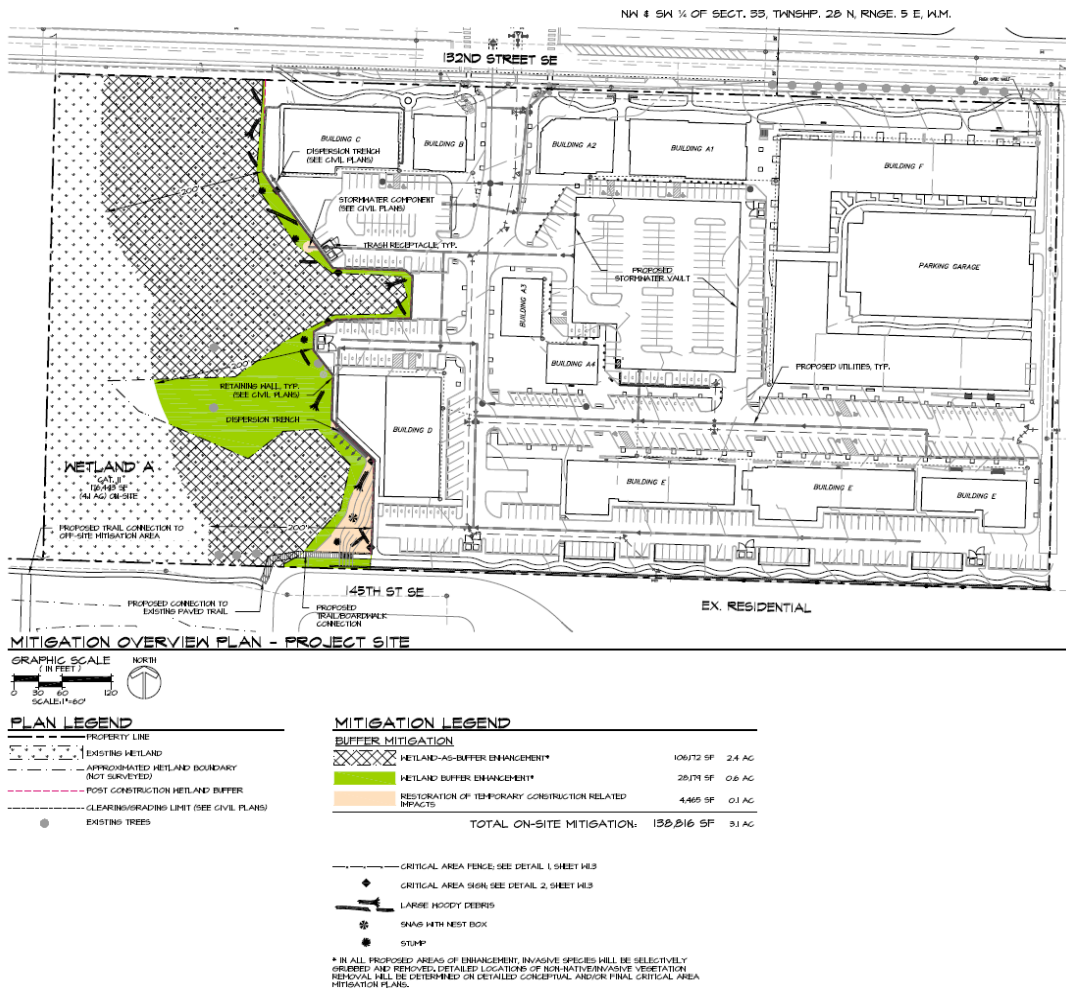 NW & SW ¼ OF SECT. 33, TWNSHP. 28 N, RNGE. 5 E, W.M.
132ND STREET SE
BUILDING C
BUILDING B
BUILDING A2
BUILDING A1
BUILDING F
DISPERSION TRENCH
(SEE CIVIL PLANS)
200'
STORMWATER COMPONENT
(SEE CIVIL PLANS)
TRASH RECEPTACLE, TYP.
PROPOSED
STORMWATER VAULT
PARKING GARAGE
BUILDING A3
BUILDING A4
200'
RETAINING WALL, TYP.
(SEE CIVIL PLANS)
PROPOSED UTILITIES, TYP.
DISPERSION TRENCH
BUILDING D
WETLAND A
CAT. II
(4.1 AC) ON-SITE
BUILDING E
BUILDING E
BUILDING E
200'
PROPOSED TRAIL CONNECTION TO
OFF-SITE MITIGATION AREA
145TH ST SE
EX. RESIDENTIAL
PROPOSED CONNECTION TO
EXISTING PAVED TRAIL
PROPOSED
TRAIL/BOARDWALK
CONNECTION
MITIGATION OVERVIEW PLAN - PROJECT SITE
GRAPHIC SCALE
( IN FEET )
0 30 60 120
SCALE: 1"=60'
NORTH
PLAN LEGEND
PROPERTY LINE
EXISTING WETLAND
APPROXIMATED WETLAND BOUNDARY
(NOT SURVEYED)
POST CONSTRUCTION WETLAND BUFFER
CLEARING/GRADING LIMIT (SEE CIVIL PLANS)
EXISTING TREES
MITIGATION LEGEND
BUFFER MITIGATION
WETLAND-AS-BUFFER ENHANCEMENT* 106,172 SF 2.4 AC
WETLAND BUFFER ENHANCEMENT* 28,179 SF 0.6 AC
RESTORATION OF TEMPORARY CONSTRUCTION RELATED
IMPACTS 4,465 SF 0.1 AC
TOTAL ON-SITE MITIGATION: 138,816 SF 3.1 AC
CRITICAL AREA FENCE; SEE DETAIL 1, SHEET W1.3
CRITICAL AREA SIGN; SEE DETAIL 2, SHEET W1.3
LARGE WOODY DEBRIS
SNAG WITH NEST BOX
STUMP
* IN ALL PROPOSED AREAS OF ENHANCEMENT, INVASIVE SPECIES WILL BE SELECTIVELY
GRUBBED AND REMOVED. DETAILED LOCATIONS OF NON-NATIVE/INVASIVE VEGETATION
REMOVAL WILL BE DETERMINED ON DETAILED CONCEPTUAL AND/OR FINAL CRITICAL AREA
MITIGATION PLANS.